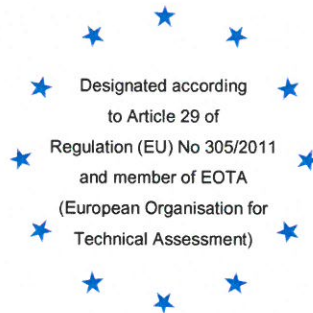 Designated according
to Article 29 of
Regulation (EU) No 305/2011
and member of EOTA
(European Organisation for
Technical Assessment)